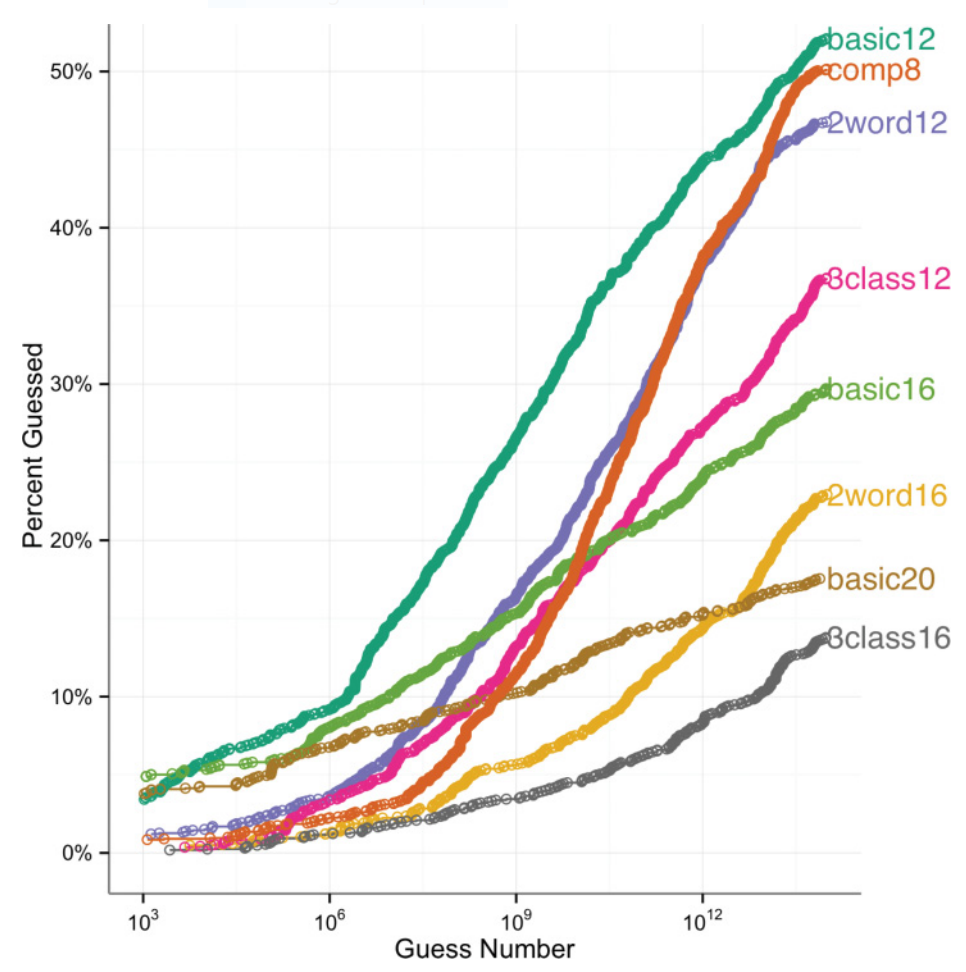 basic12
50%
comp8
2word12
40%
3class12
30%
basic16
2word16
20%
basic20
3class16
10%
0%
Percent Guessed
10³
10⁶
10⁹
10¹²
Guess Number